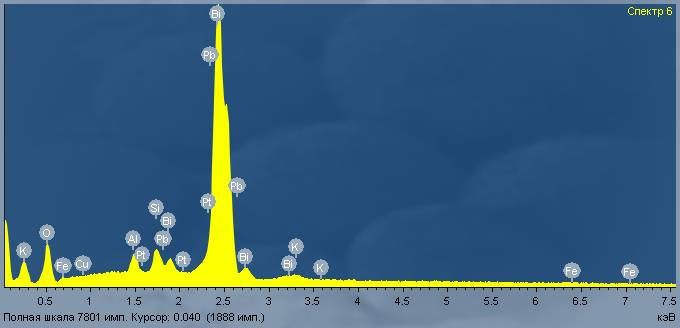 Спектр 6
Bi
Pb
Pb
Pt
Si
Bi
O
Al
Pb
K
K
Pt
Bi
Fe
Cu
Pt
Bi
K
Fe
Fe
0.5 1 1.5 2 2.5 3 3.5 4 4.5 5 5.5 6 6.5 7 7.5
Полная шкала 7801 имп. Курсор: 0.040 (1888 имп.) кэВ